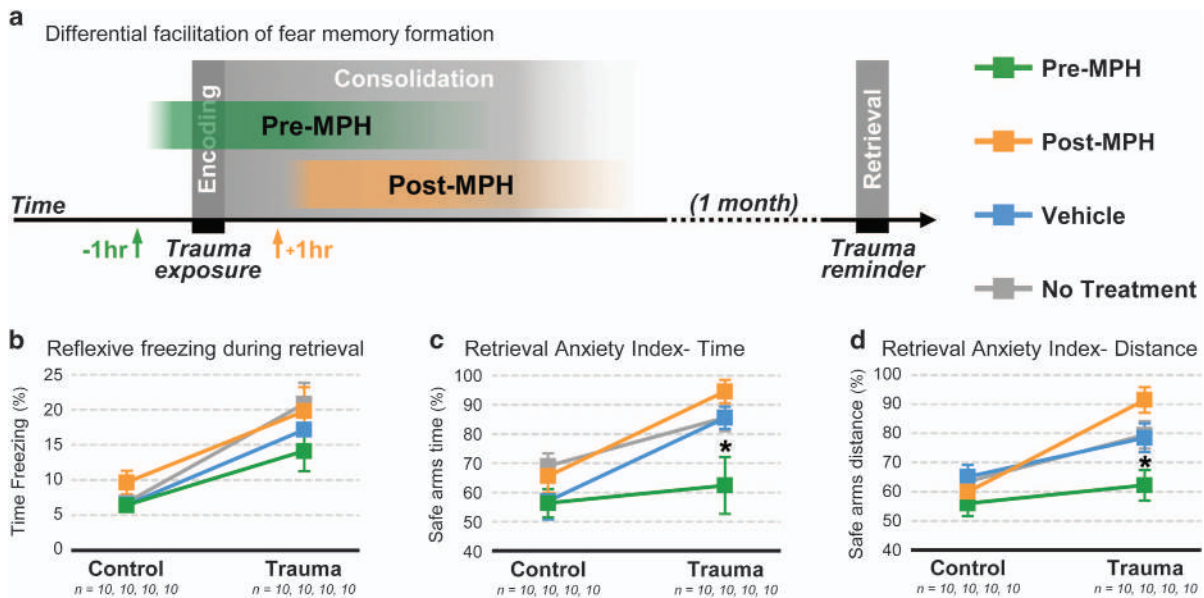 a
Differential facilitation of fear memory formation
Encoding
Consolidation
Pre-MPH
Post-MPH
Retrieval
Time
(1 month)
-1hr
Trauma
exposure
+1hr
Trauma
reminder
Pre-MPH
Post-MPH
Vehicle
No Treatment
b Reflexive freezing during retrieval
Time Freezing (%)
25
20
15
10
5
0
Control
n = 10, 10, 10, 10
Trauma
n = 10, 10, 10, 10
c Retrieval Anxiety Index- Time
Safe arms time (%)
100
90
80
70
60
50
40
*
Control
n = 10, 10, 10, 10
Trauma
n = 10, 10, 10, 10
d Retrieval Anxiety Index- Distance
Safe arms distance (%)
100
90
80
70
60
50
40
*
Control
n = 10, 10, 10, 10
Trauma
n = 10, 10, 10, 10